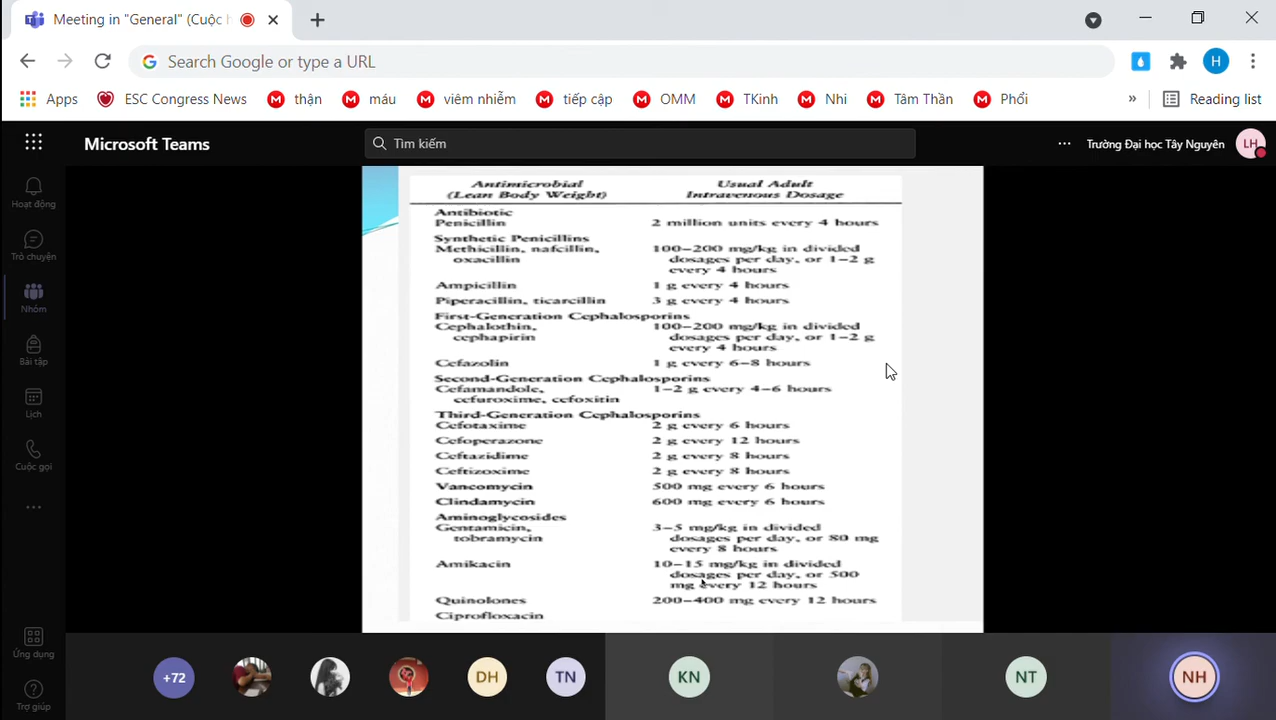 Meeting in "General" (Cuộc h
Search Google or type a URL
H
Apps
ESC Congress News
thận
máu
viêm nhiễm
tiếp cập
OMM
TKinh
Nhi
Tâm Thần
Phổi
»
Reading list
Microsoft Teams
Tìm kiếm
Trường Đại học Tây Nguyên
LH
Hoạt động
Trò chuyện
Nhóm
Bài tập
Lịch
Cuộc gọi
Ứng dụng
Trợ giúp
Antimicrobial Usual Adult
(Lean Body Weight) Intravenous Dosage
Antibiotic
Penicillin 2 million units every 4 hours
Synthetic Penicillins
Methicillin, nafcillin, 100–200 mg/kg in divided
oxacillin dosages per day, or 1–2 g
every 4 hours
Ampicillin 1 g every 4 hours
Piperacillin, ticarcillin 3 g every 4 hours
First-Generation Cephalosporins
Cephalothin, 100–200 mg/kg in divided
cephapirin dosages per day, or 1–2 g
every 4 hours
Cefazolin 1 g every 6–8 hours
Second-Generation Cephalosporins
Cefamandole, 1–2 g every 4–6 hours
cefuroxime, cefoxitin
Third-Generation Cephalosporins
Cefotaxime 2 g every 6 hours
Cefoperazone 2 g every 12 hours
Ceftazidime 2 g every 8 hours
Ceftizoxime 2 g every 8 hours
Vancomycin 500 mg every 6 hours
Clindamycin 600 mg every 6 hours
Aminoglycosides
Gentamicin, 3–5 mg/kg in divided
tobramycin dosages per day, or 80 mg
every 8 hours
Amikacin 10–15 mg/kg in divided
dosages per day, or 500
mg every 12 hours
Quinolones 200–400 mg every 12 hours
Ciprofloxacin
+72
DH
TN
KN
NT
NH